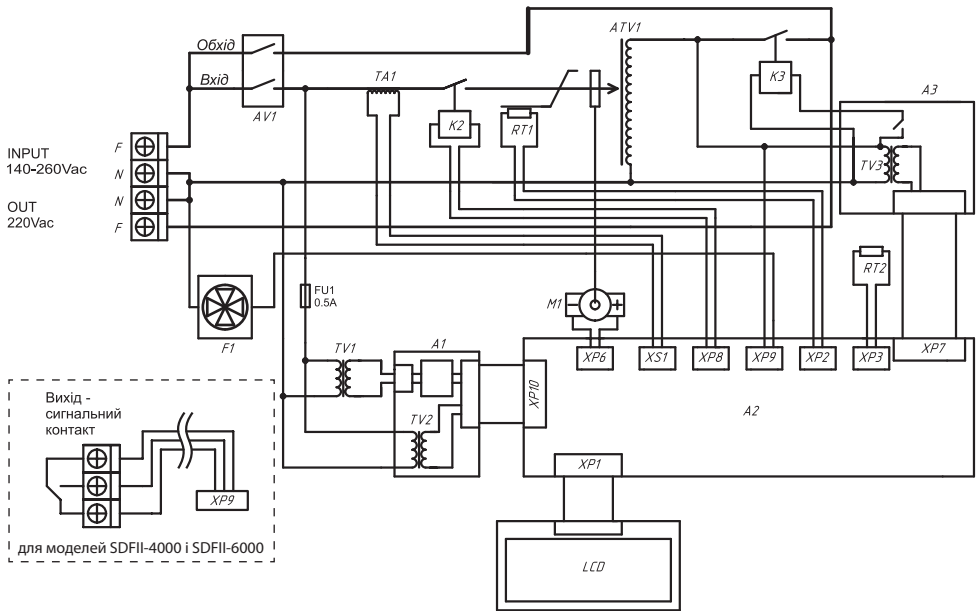 Обхід
Вхід
AV1
TA1
K2
RT1
ATV1
K3
A3
TV3
INPUT
140-260Vac
OUT
220Vac
F
N
N
F
FU1
0.5A
F1
M1
RT2
TV1
A1
TV2
XP6
XS1
XP8
XP9
XP2
XP3
XP7
XP10
A2
XP1
LCD
Вихід -
сигнальний
контакт
XP9
для моделей SDFII-4000 і SDFII-6000